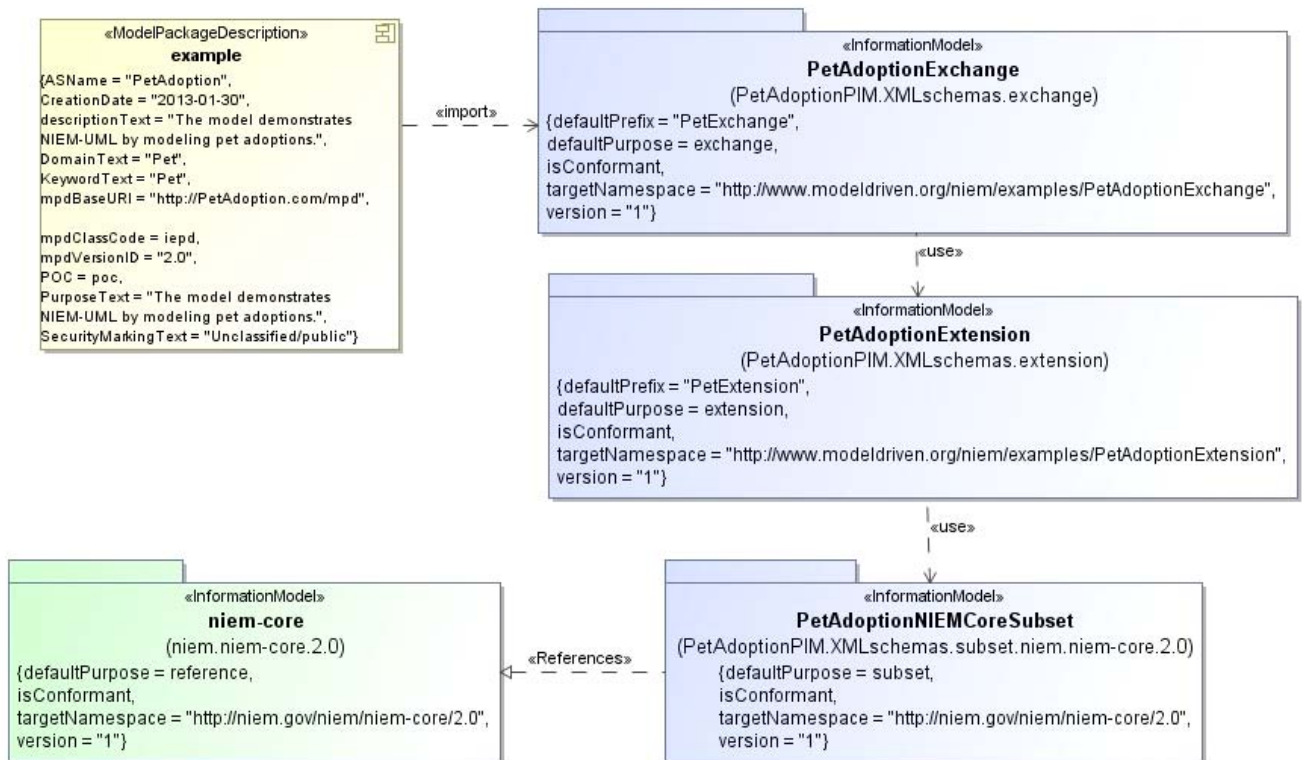 «ModelPackageDescription»
example
{ASName = "PetAdoption",
CreationDate = "2013-01-30",
descriptionText = "The model demonstrates
NIEM-UML by modeling pet adoptions.",
DomainText = "Pet",
KeywordText = "Pet",
mpdBaseURI = "http://PetAdoption.com/mpd",
mpdClassCode = iepd,
mpdVersionID = "2.0",
POC = poc,
PurposeText = "The model demonstrates
NIEM-UML by modeling pet adoptions.",
SecurityMarkingText = "Unclassified/public"}
«import»
«InformationModel»
PetAdoptionExchange
(PetAdoptionPIM.XMLschemas.exchange)
{defaultPrefix = "PetExchange",
defaultPurpose = exchange,
isConformant,
targetNamespace = "http://www.modeldriven.org/niem/examples/PetAdoptionExchange",
version = "1"}
«use»
«InformationModel»
PetAdoptionExtension
(PetAdoptionPIM.XMLschemas.extension)
{defaultPrefix = "PetExtension",
defaultPurpose = extension,
isConformant,
targetNamespace = "http://www.modeldriven.org/niem/examples/PetAdoptionExtension",
version = "1"}
«use»
«InformationModel»
niem-core
(niem.niem-core.2.0)
{defaultPurpose = reference,
isConformant,
targetNamespace = "http://niem.gov/niem/niem-core/2.0",
version = "1"}
«References»
«InformationModel»
PetAdoptionNIEMCoreSubset
(PetAdoptionPIM.XMLschemas.subset.niem.niem-core.2.0)
{defaultPurpose = subset,
isConformant,
targetNamespace = "http://niem.gov/niem/niem-core/2.0",
version = "1"}